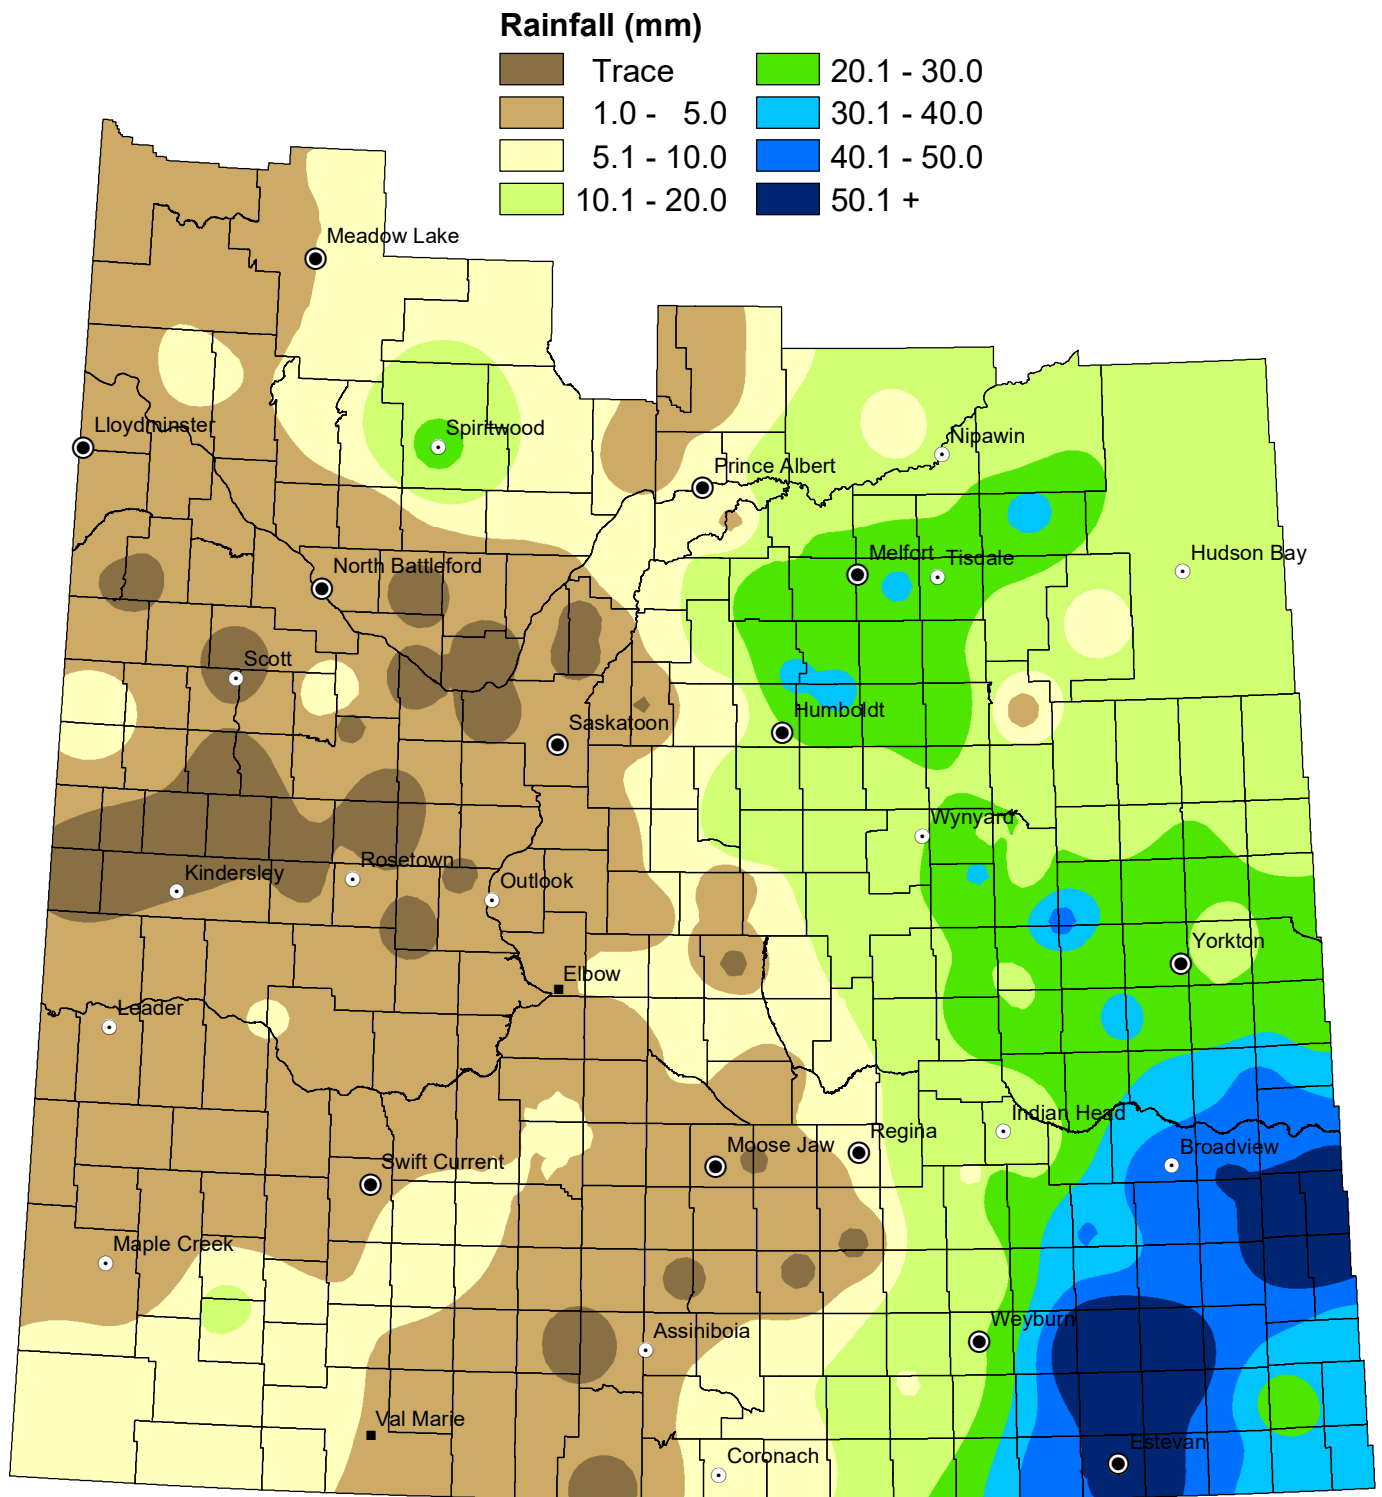 Rainfall (mm)
Trace
20.1 - 30.0
1.0 - 5.0
30.1 - 40.0
5.1 - 10.0
40.1 - 50.0
10.1 - 20.0
50.1 +
Meadow Lake
Lloydminster
Spiritwood
Nipawin
Prince Albert
North Battleford
Melfort
Tisdale
Hudson Bay
Scott
Saskatoon
Humboldt
Wynyard
Kindersley
Rosetown
Outlook
Yorkton
Elbow
Leader
Indian Head
Swift Current
Moose Jaw
Regina
Broadview
Maple Creek
Assiniboia
Weyburn
Val Marie
Coronach
Estevan